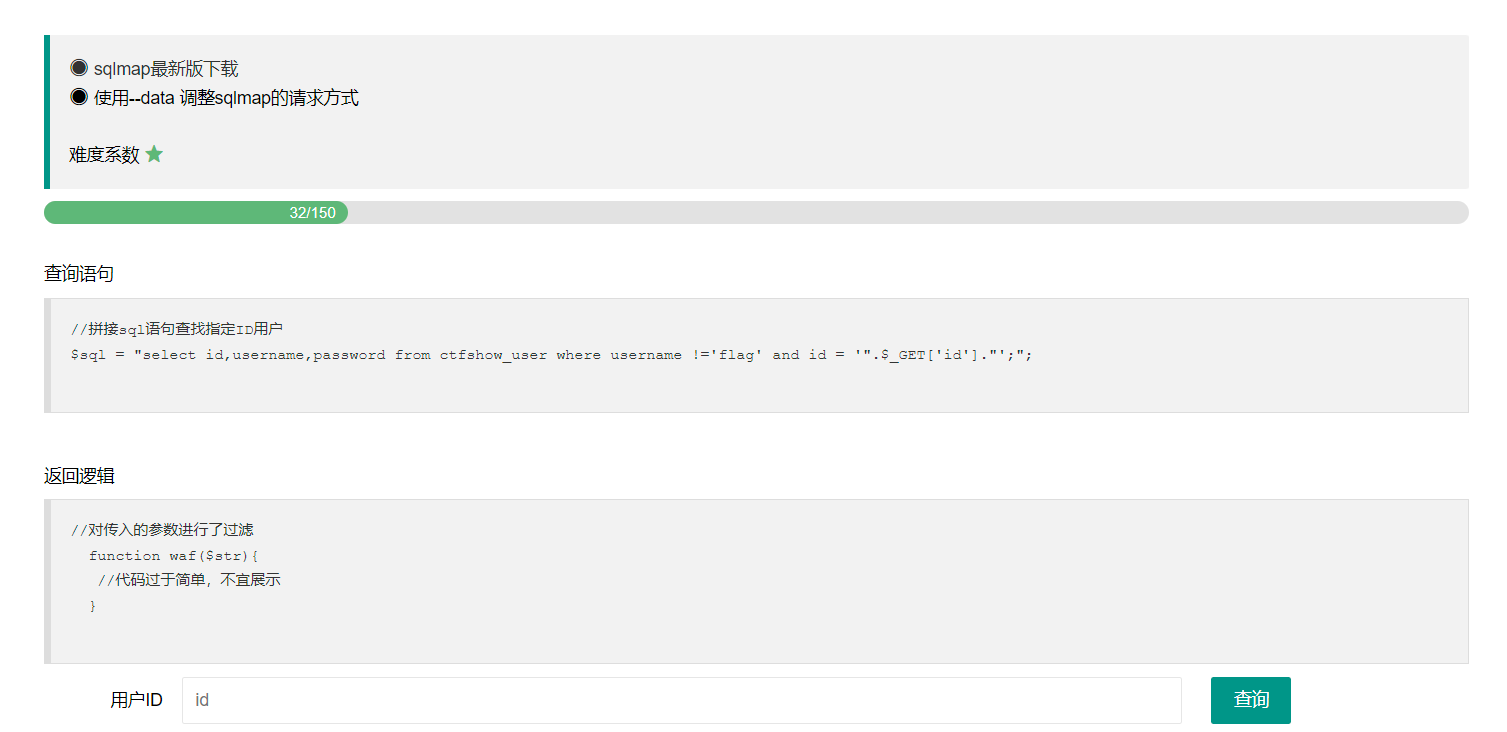 ◉ sqlmap最新版下载
◉ 使用--data 调整sqlmap的请求方式
难度系数 ★
32/150
查询语句
//拼接sql语句查找指定ID用户
$sql = "select id,username,password from ctfshow_user where username !='flag' and id = '".$_GET['id']."';";
返回逻辑
//对传入的参数进行了过滤
function waf($str){
//代码过于简单，不宜展示
}
用户ID id 查询